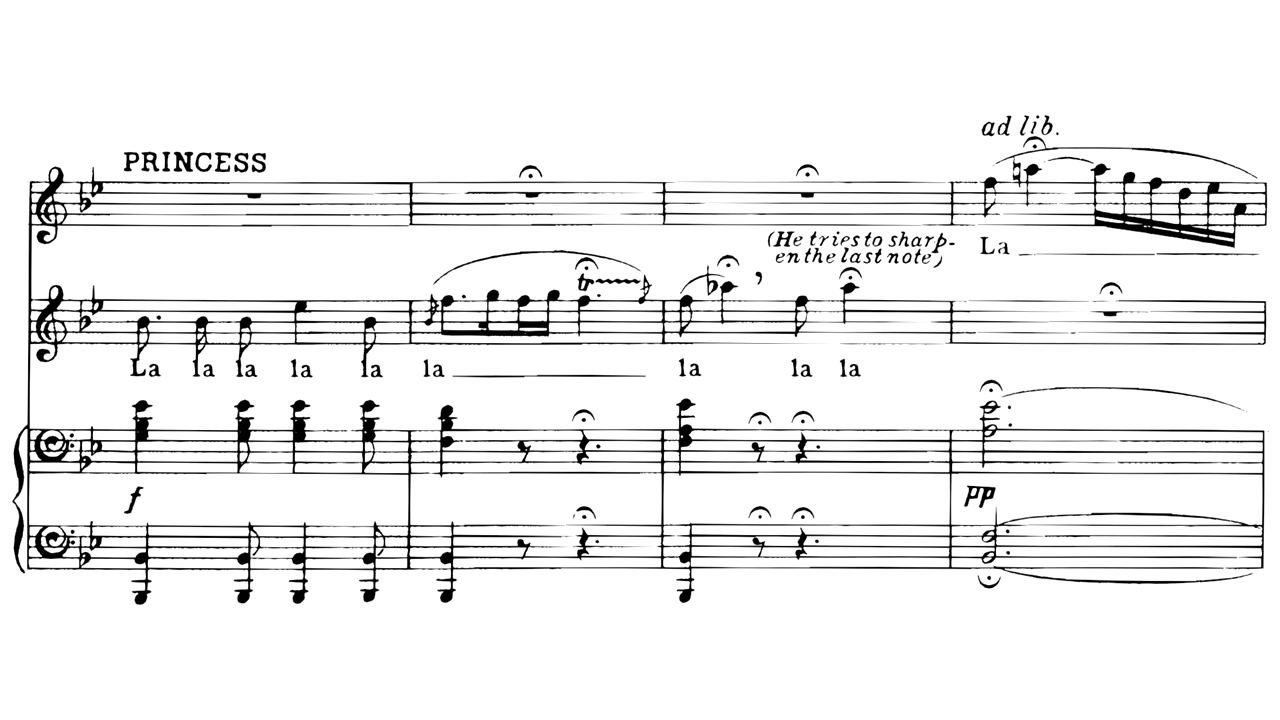 ad lib.
PRINCESS
La
(He tries to sharp-
en the last note)
tr
La la la la la la la la la
f
pp